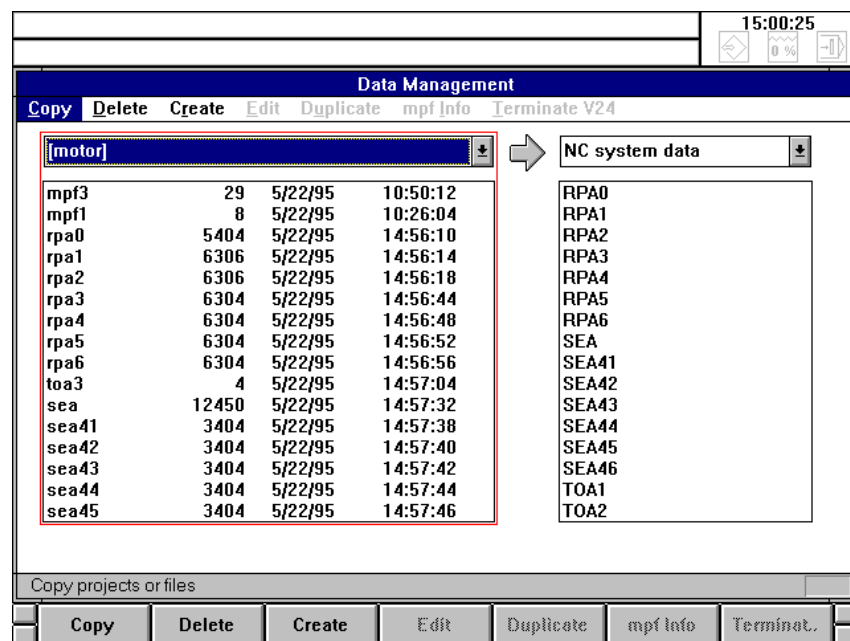 15:00:25
0 %
Data Management
Copy Delete Create Edit Duplicate mpf Info Terminate V24
[motor] NC system data
mpf3 29 5/22/95 10:50:12 RPA0
mpf1 8 5/22/95 10:26:04 RPA1
rpa0 5404 5/22/95 14:56:10 RPA2
rpa1 6306 5/22/95 14:56:14 RPA3
rpa2 6306 5/22/95 14:56:18 RPA4
rpa3 6304 5/22/95 14:56:44 RPA5
rpa4 6304 5/22/95 14:56:48 RPA6
rpa5 6304 5/22/95 14:56:52 SEA
rpa6 6304 5/22/95 14:56:56 SEA41
toa3 4 5/22/95 14:57:04 SEA42
sea 12450 5/22/95 14:57:32 SEA43
sea41 3404 5/22/95 14:57:38 SEA44
sea42 3404 5/22/95 14:57:40 SEA45
sea43 3404 5/22/95 14:57:42 SEA46
sea44 3404 5/22/95 14:57:44 TOA1
sea45 3404 5/22/95 14:57:46 TOA2
Copy projects or files
Copy Delete Create Edit Duplicate mpf Info Terminat..